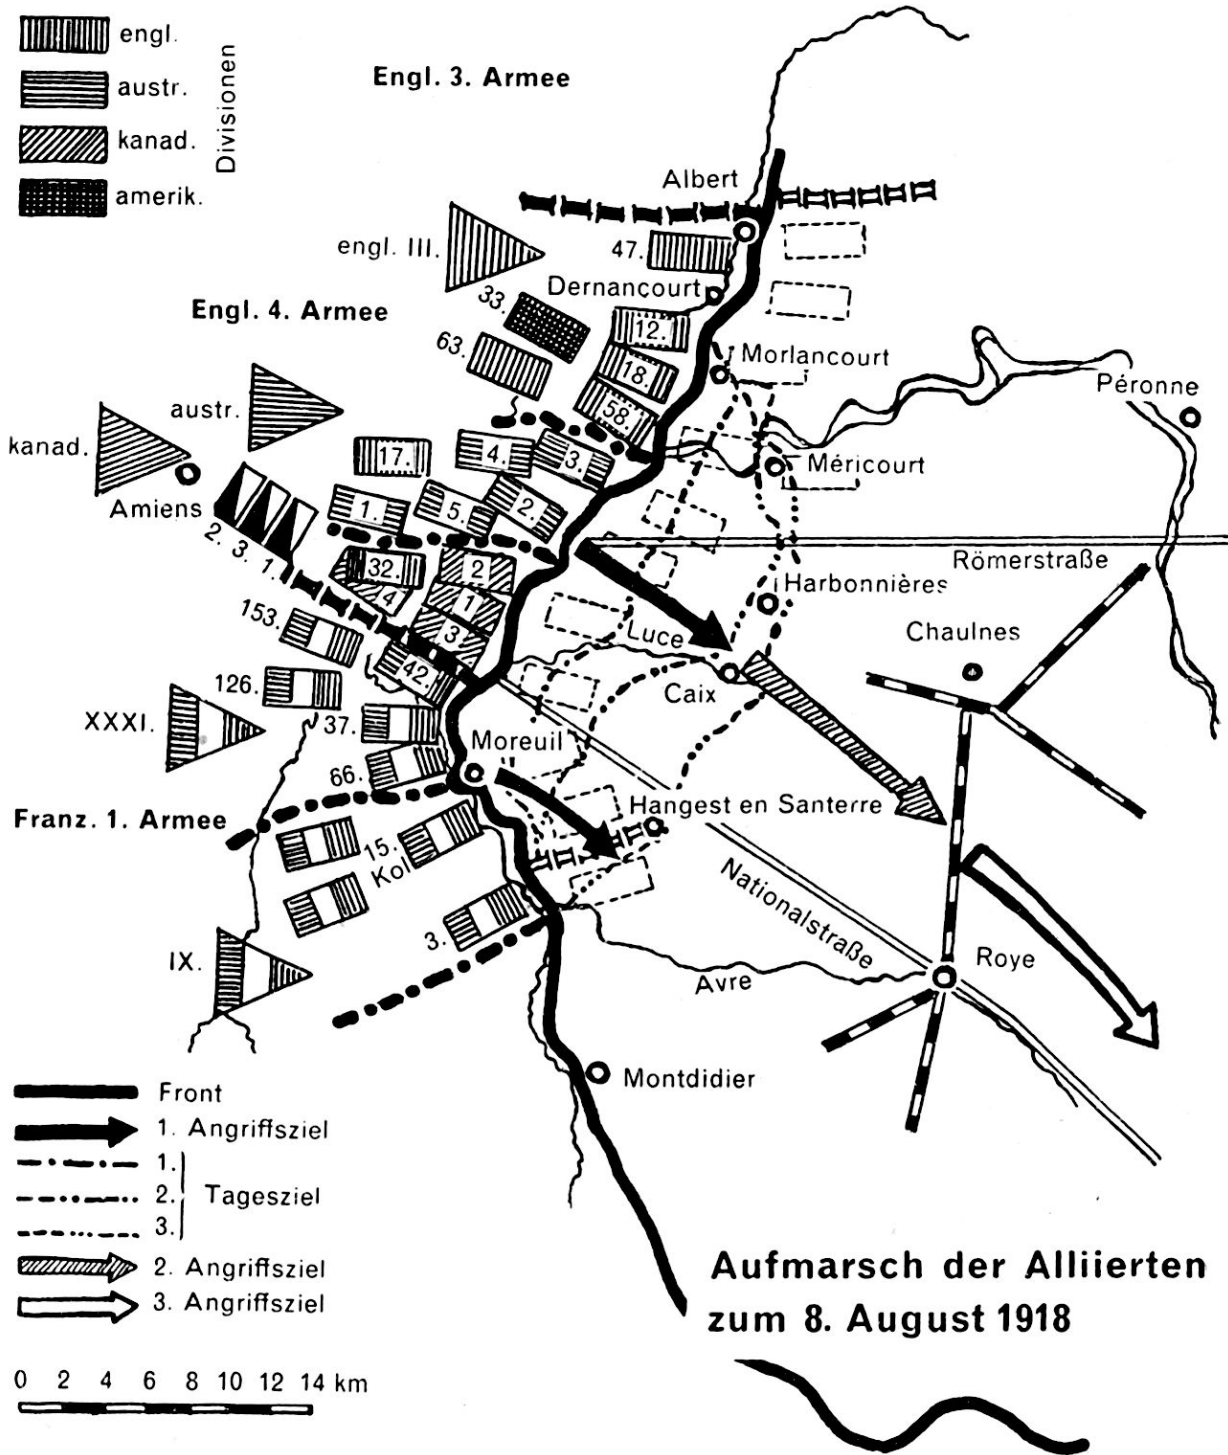 engl.
austr.
kanad.
amerik.
Divisionen
Engl. 3. Armee
Albert
engl. III.
47.
Dernancourt
33.
Engl. 4. Armee
12.
63.
Morlancourt
18.
Péronne
austr.
58.
kanad.
17.
4.
3.
Méricourt
Amiens
1.
5.
2.
2. 3. 1.
Römerstraße
32.
2
4
1
Harbonnières
153.
3
Luce
Chaulnes
42.
Caix
126.
37.
XXXI.
Moreuil
66.
Hangest en Santerre
Franz. 1. Armee
15.
Kol
Nationalstraße
3.
IX.
Roye
Avre
Montdidier
Front
1. Angriffsziel
1.
2. Tagesziel
3.
2. Angriffsziel
3. Angriffsziel
Aufmarsch der Alliierten
zum 8. August 1918
0 2 4 6 8 10 12 14 km